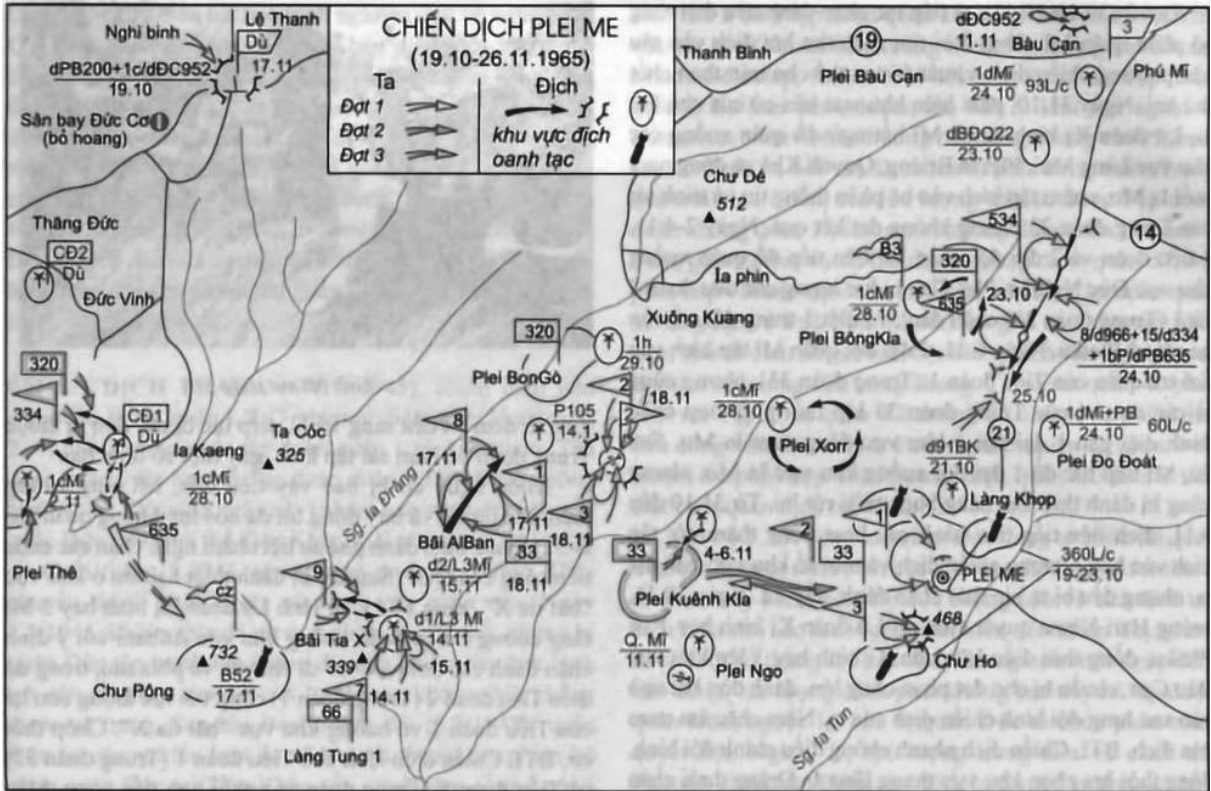 CHIẾN DỊCH PLEI ME
(19.10-26.11.1965)
Ta
Địch
Đợt 1
Đợt 2
Đợt 3
khu vực địch
oanh tạc
Lệ Thanh
Nghi binh
Dù
17.11
dPB200+1c/dĐC952
19.10
Sân bay Đức Cơ
(bỏ hoang)
Thăng Đức
CĐ2
Dù
Đức Vinh
320
334
CĐ1
Dù
Ia Kaeng
1dMĩ
2.11
1cMĩ
28.10
635
Plei Thê
732
Chư Pông
B52
17.11
Ta Côc
325
Sg. Ia Đrăng
Plei BonGò
320
8
17.11
Bãi AlBan
17.11
1
3
18.11
33
18.11
d2/L3Mĩ
15.11
d1/L3 Mĩ
14.11
15.11
9
Bãi Tia X
339
7
14.11
66
Làng Tung 1
1h
29.10
P105
14.1
2
18.11
2
Xuông Kuang
Thanh Bình
19
Plei Bàu Cạn
dĐC952
11.11
Bàu Cạn
3
Phú Mĩ
1dMĩ
24.10
93L/c
dBĐQ22
23.10
Chư Dé
512
534
14
Ia phin
B3
320
635
23.10
1cMĩ
28.10
Plei BôngKla
8/d966+15/d334
+1bP/dPB635
24.10
25.10
1cMĩ
28.10
Plei Xorr
21
1dMĩ+PB
24.10
60L/c
Plei Đo Đoát
d91BK
21.10
Làng Khọp
33
4-6.11
Plei Kuênh Kla
2
33
1
3
PLEI ME
360L/c
19-23.10
466
Chư Ho
Q. Mĩ
11.11
Plei Ngo
Sg.Ia Tun